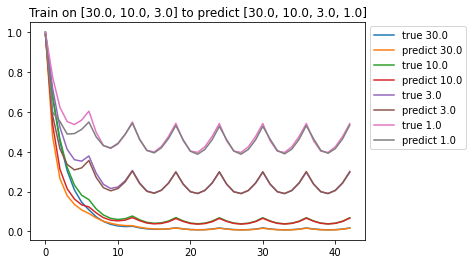 Train on [30.0, 10.0, 3.0] to predict [30.0, 10.0, 3.0, 1.0]
1.0
0.8
0.6
0.4
0.2
0.0
0
10
20
30
40
true 30.0
predict 30.0
true 10.0
predict 10.0
true 3.0
predict 3.0
true 1.0
predict 1.0